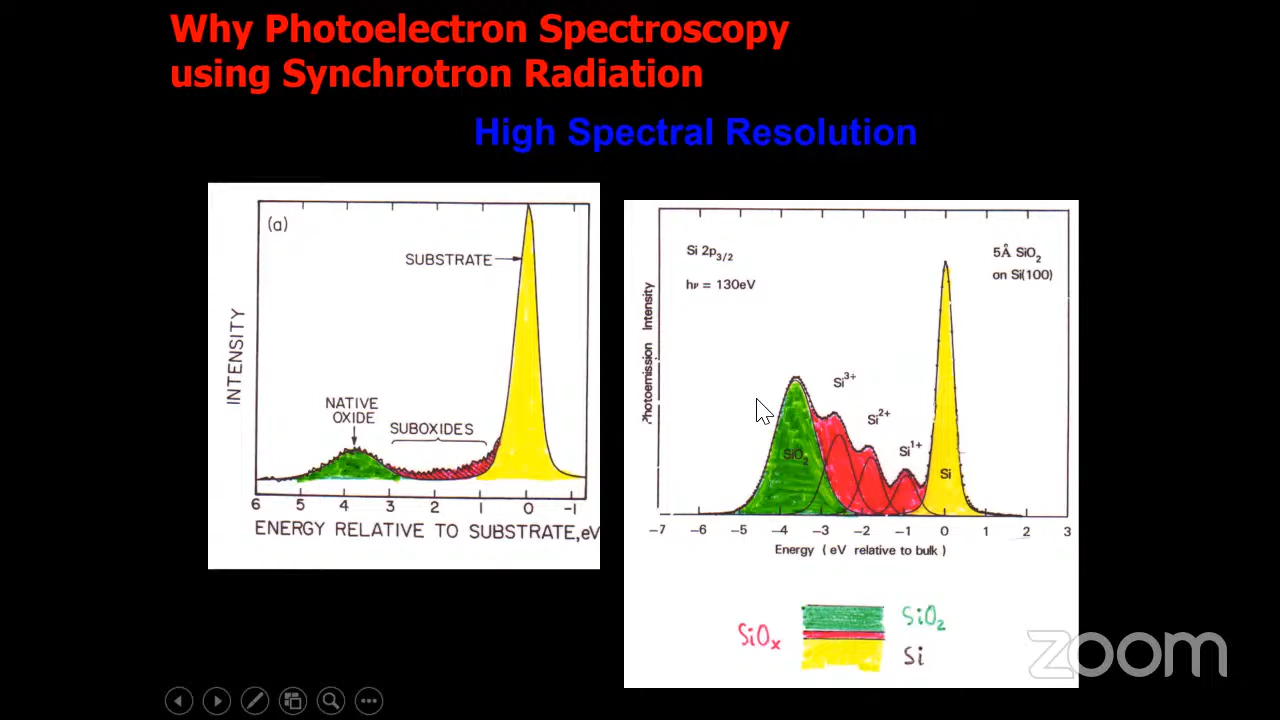 Why Photoelectron Spectroscopy
using Synchrotron Radiation
High Spectral Resolution
(a)
SUBSTRATE
INTENSITY
NATIVE
OXIDE
SUBOXIDES
6 5 4 3 2 1 0 -1
ENERGY RELATIVE TO SUBSTRATE, eV
Si 2p3/2
hν = 130eV
5Å SiO2
on Si(100)
Photoemission Intensity
Si3+
Si2+
Si1+
SiO2
Si
-7 -6 -5 -4 -3 -2 -1 0 1 2 3
Energy ( eV relative to bulk )
SiOx
SiO2
Si
zoom